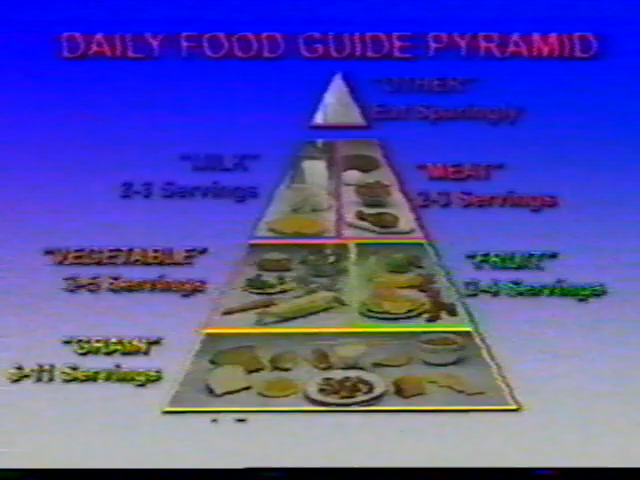 DAILY FOOD GUIDE PYRAMID
"OTHER"
Eat Sparingly
"MILK"
2-3 Servings
"MEAT"
2-3 Servings
"VEGETABLE"
3-5 Servings
"FRUIT"
2-4 Servings
"GRAIN"
6-11 Servings